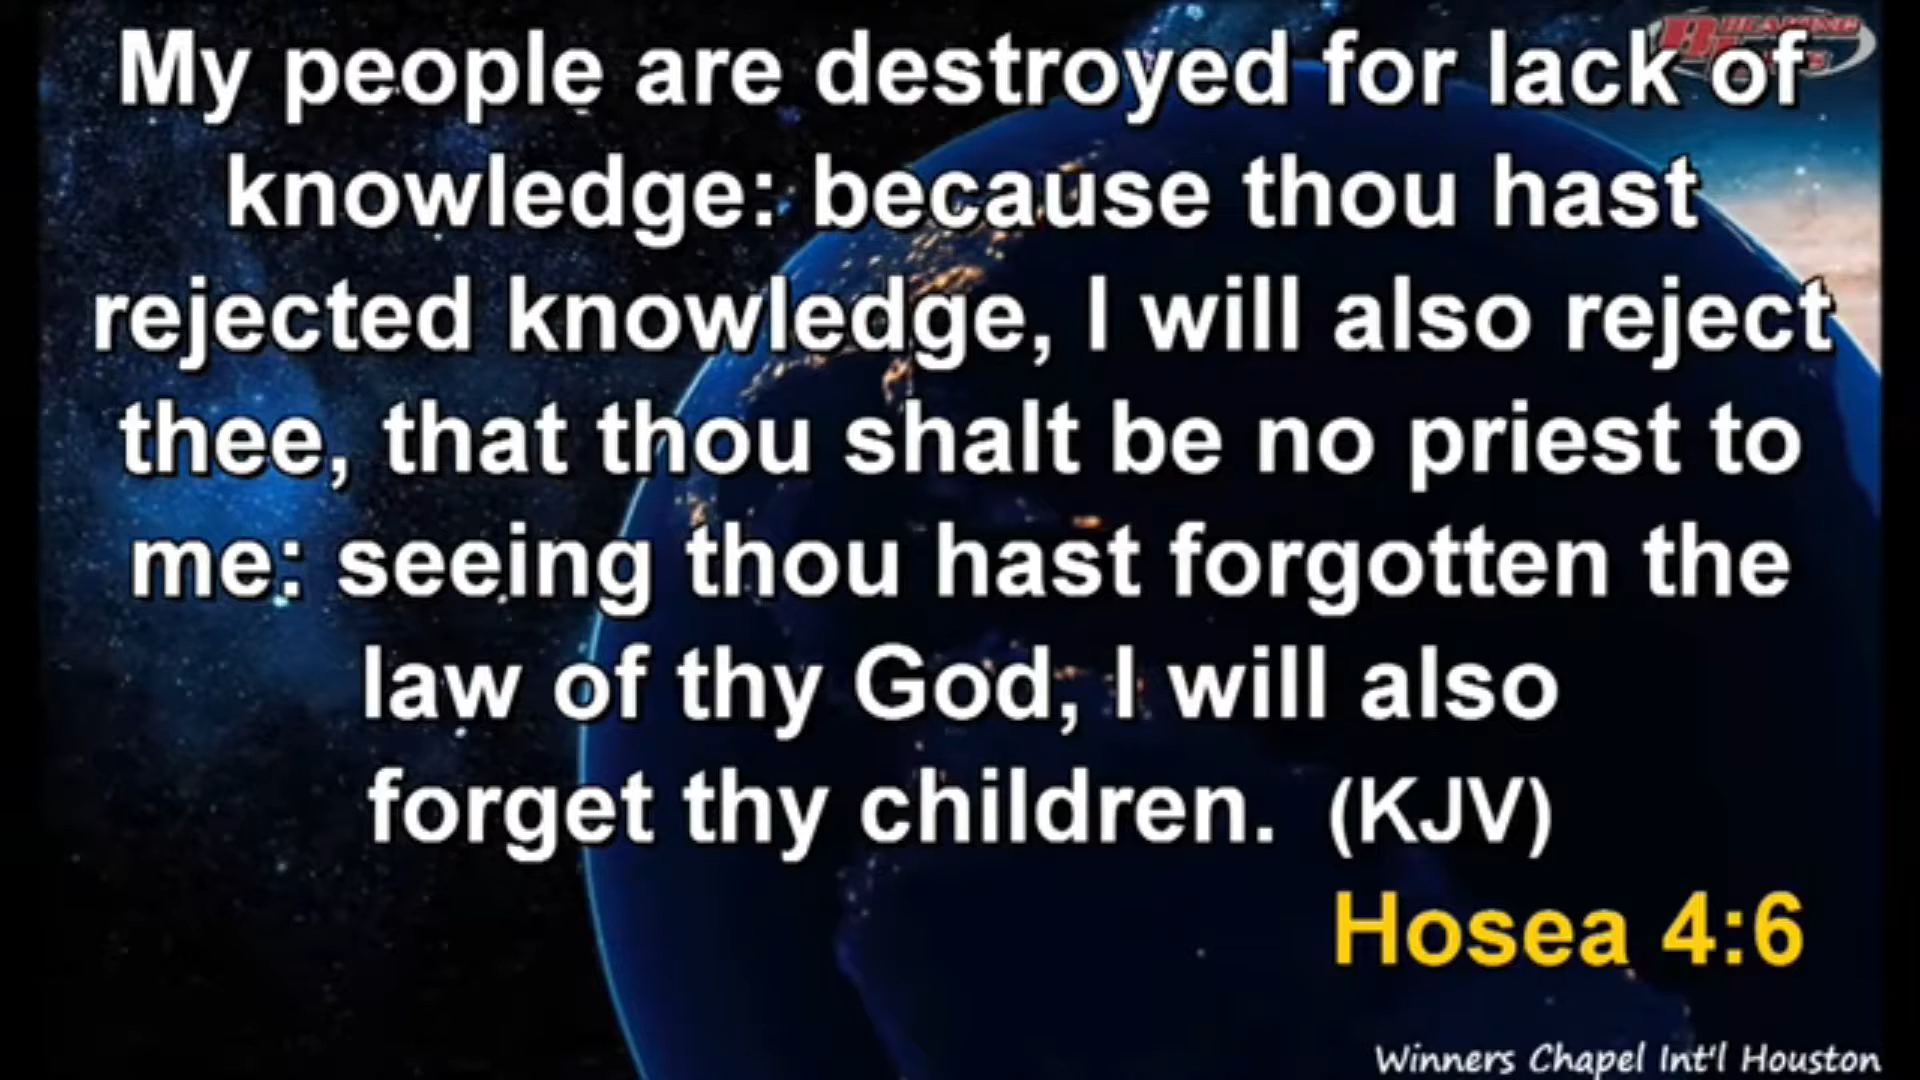 My people are destroyed for lack of
knowledge: because thou hast
rejected knowledge, I will also reject
thee, that thou shalt be no priest to
me: seeing thou hast forgotten the
law of thy God, I will also
forget thy children. (KJV)
Hosea 4:6
Winners Chapel Int'l Houston